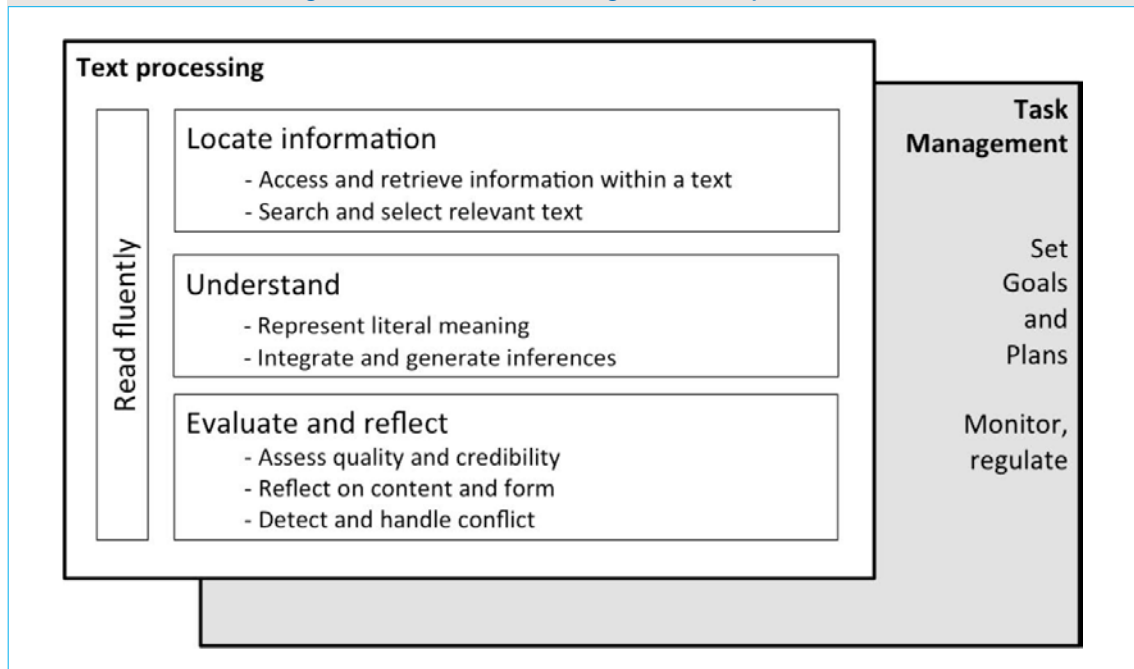 Text processing
Read fluently
Locate information
- Access and retrieve information within a text
- Search and select relevant text
Understand
- Represent literal meaning
- Integrate and generate inferences
Evaluate and reflect
- Assess quality and credibility
- Reflect on content and form
- Detect and handle conflict
Task
Management
Set
Goals
and
Plans
Monitor,
regulate